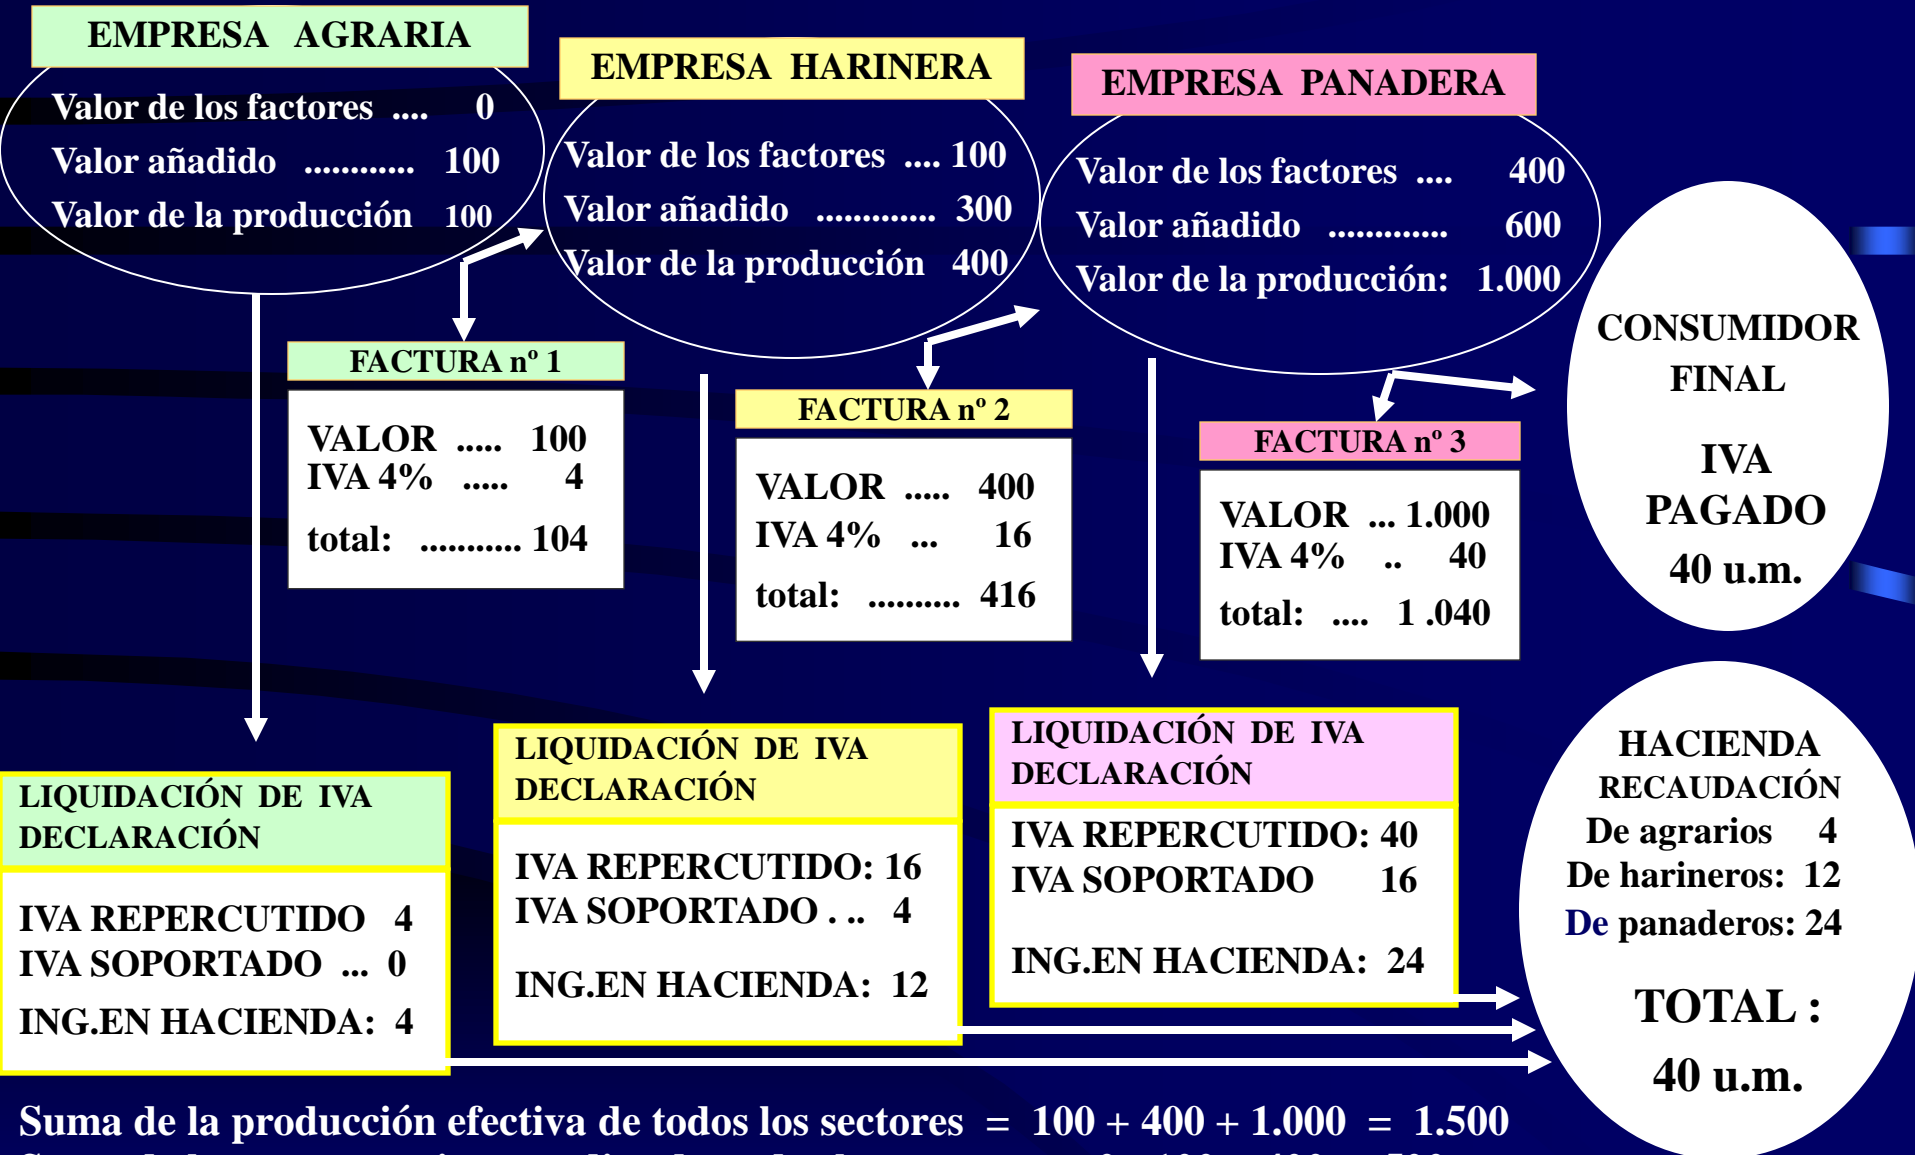 EMPRESA AGRARIA
Valor de los factores .... 0
Valor añadido ............ 100
Valor de la producción 100
EMPRESA HARINERA
Valor de los factores .... 100
Valor añadido ............. 300
Valor de la producción 400
EMPRESA PANADERA
Valor de los factores .... 400
Valor añadido ............. 600
Valor de la producción: 1.000
CONSUMIDOR
FINAL
IVA
PAGADO
40 u.m.
FACTURA nº 1
VALOR ..... 100
IVA 4% ..... 4
total: ........... 104
FACTURA nº 2
VALOR ..... 400
IVA 4% ... 16
total: .......... 416
FACTURA nº 3
VALOR ... 1.000
IVA 4% .. 40
total: .... 1 .040
LIQUIDACIÓN DE IVA
DECLARACIÓN
IVA REPERCUTIDO 4
IVA SOPORTADO ... 0
ING.EN HACIENDA: 4
LIQUIDACIÓN DE IVA
DECLARACIÓN
IVA REPERCUTIDO: 16
IVA SOPORTADO . .. 4
ING.EN HACIENDA: 12
LIQUIDACIÓN DE IVA
DECLARACIÓN
IVA REPERCUTIDO: 40
IVA SOPORTADO 16
ING.EN HACIENDA: 24
HACIENDA
RECAUDACIÓN
De agrarios 4
De harineros: 12
De panaderos: 24
TOTAL :
40 u.m.
Suma de la producción efectiva de todos los sectores = 100 + 400 + 1.000 = 1.500